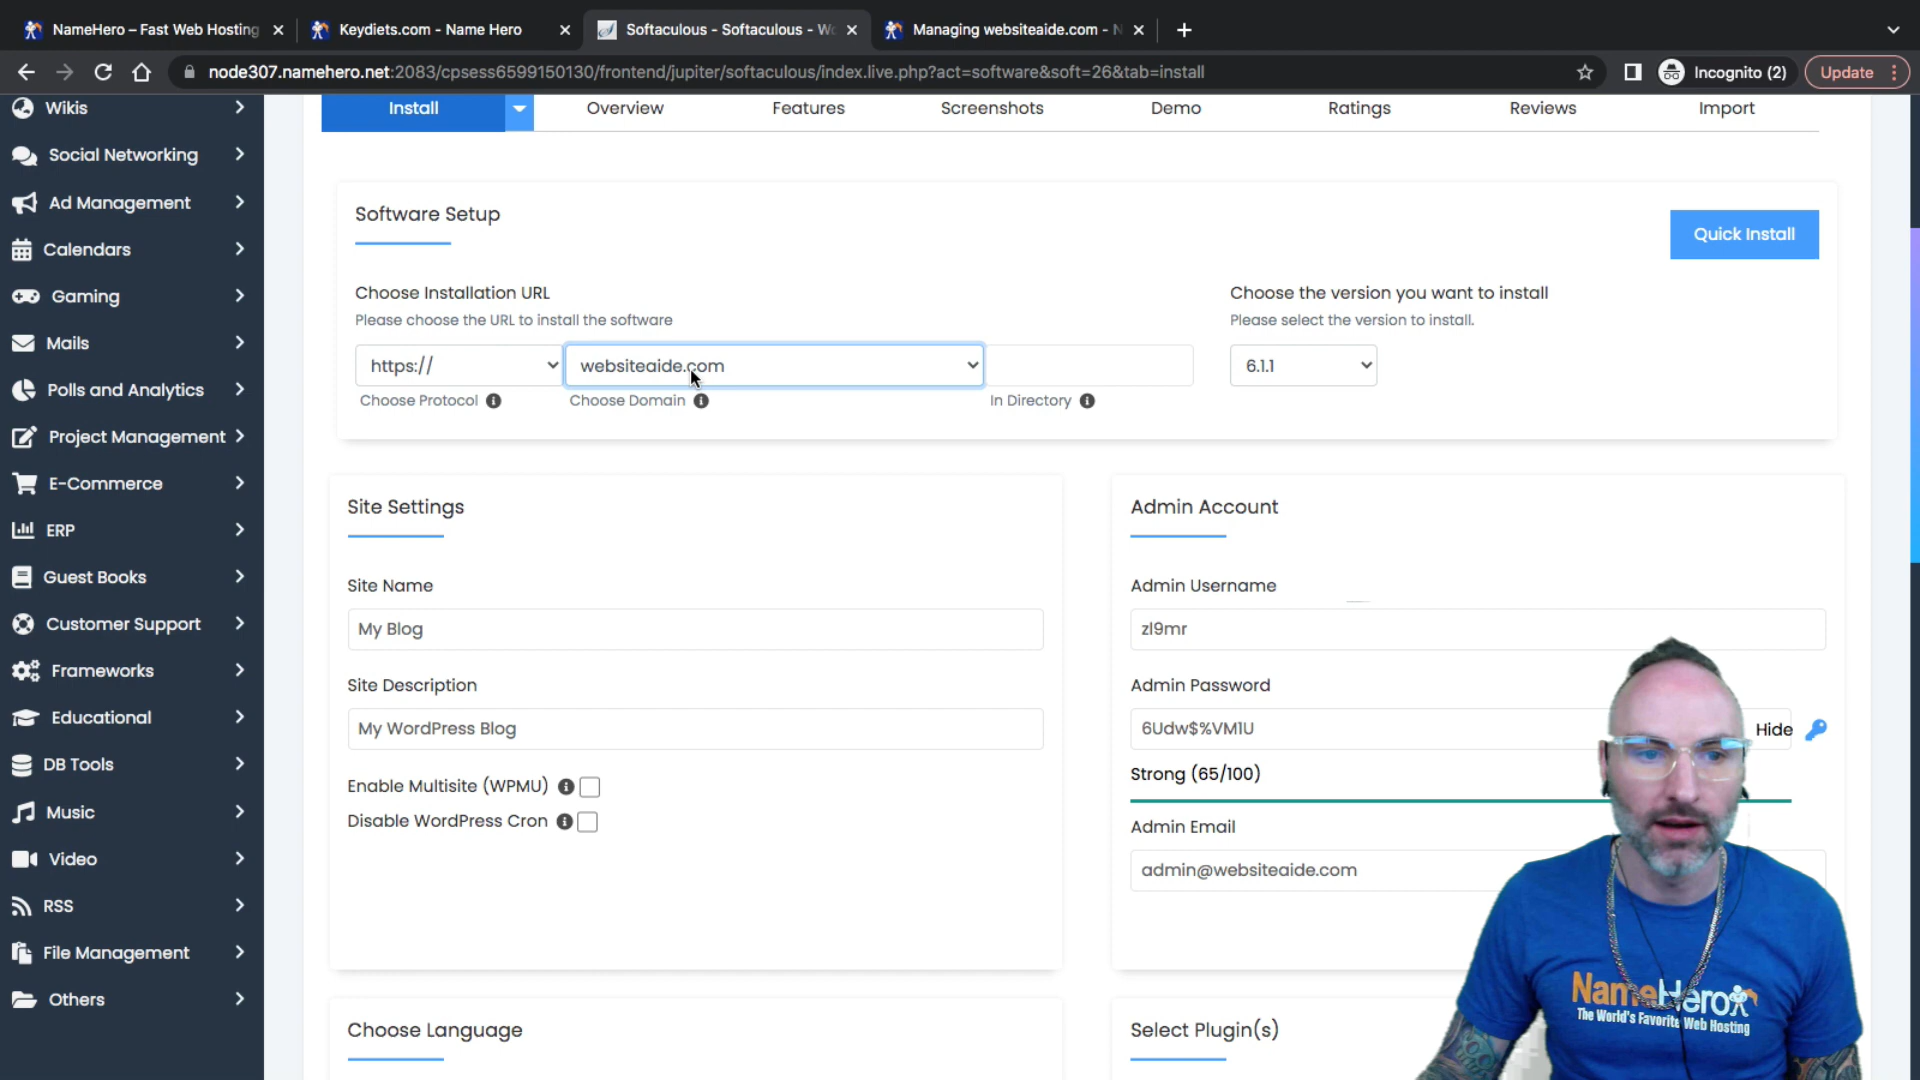 NameHero – Fast Web Hosting
Keydiets.com - Name Hero
Softaculous - Softaculous - Wo
Managing websiteaide.com - N
node307.namehero.net:2083/cpsess6599150130/frontend/jupiter/softaculous/index.live.php?act=software&soft=26&tab=install
Incognito (2)
Update
Wikis
Social Networking
Ad Management
Calendars
Gaming
Mails
Polls and Analytics
Project Management
E-Commerce
ERP
Guest Books
Customer Support
Frameworks
Educational
DB Tools
Music
Video
RSS
File Management
Others
Install
Overview
Features
Screenshots
Demo
Ratings
Reviews
Import
Software Setup
Quick Install
Choose Installation URL
Please choose the URL to install the software
https://
websiteaide.com
Choose Protocol
Choose Domain
In Directory
Choose the version you want to install
Please select the version to install.
6.1.1
Site Settings
Site Name
My Blog
Site Description
My WordPress Blog
Enable Multisite (WPMU)
Disable WordPress Cron
Admin Account
Admin Username
zl9mr
Admin Password
6Udw$%VM1U
Hide
Strong (65/100)
Admin Email
admin@websiteaide.com
Choose Language
Select Plugin(s)
NameHero
The World's Favorite Web Hosting